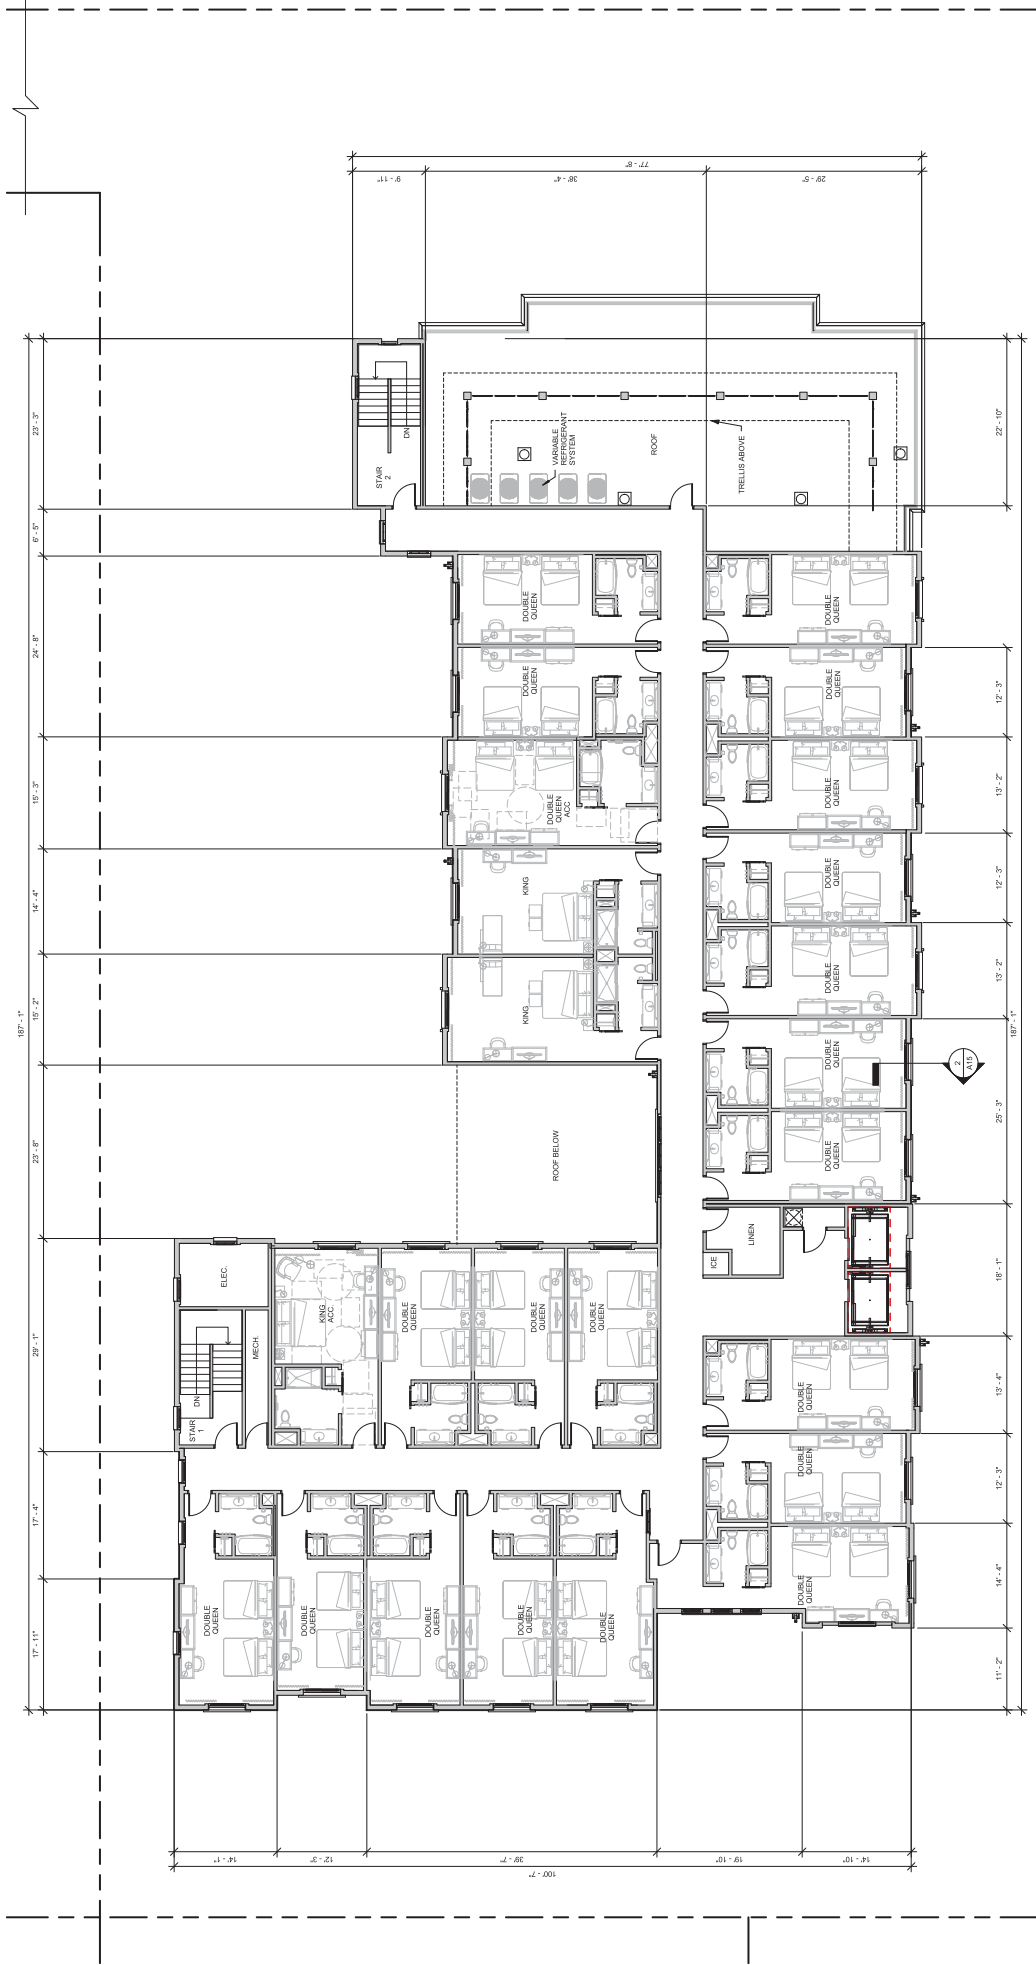 77' - 8"
9' - 11"
38' - 4"
29' - 5"
187' - 1"
23' - 3"
6' - 5"
24' - 8"
15' - 3"
14' - 4"
15' - 2"
23' - 8"
29' - 1"
17' - 4"
17' - 11"
STAIR
2
DN
VARIABLE
REFRIGERANT
SYSTEM
ROOF
TRELLIS ABOVE
22' - 10"
DOUBLE
QUEEN
DOUBLE
QUEEN
DOUBLE
QUEEN
DOUBLE
QUEEN
12' - 3"
DOUBLE
QUEEN
ACC
DOUBLE
QUEEN
13' - 2"
KING
DOUBLE
QUEEN
12' - 3"
KING
DOUBLE
QUEEN
13' - 2"
187' - 1"
DOUBLE
QUEEN
2
A15
25' - 3"
ROOF BELOW
DOUBLE
QUEEN
ELEC.
LINEN
ICE
18' - 1"
MECH.
KING
ACC.
DOUBLE
QUEEN
DOUBLE
QUEEN
DOUBLE
QUEEN
STAIR
1
DN
DOUBLE
QUEEN
13' - 4"
DOUBLE
QUEEN
12' - 3"
DOUBLE
QUEEN
14' - 4"
DOUBLE
QUEEN
DOUBLE
QUEEN
DOUBLE
QUEEN
DOUBLE
QUEEN
DOUBLE
QUEEN
11' - 2"
14' - 1"
12' - 3"
39' - 7"
19' - 10"
14' - 10"
100' - 7"